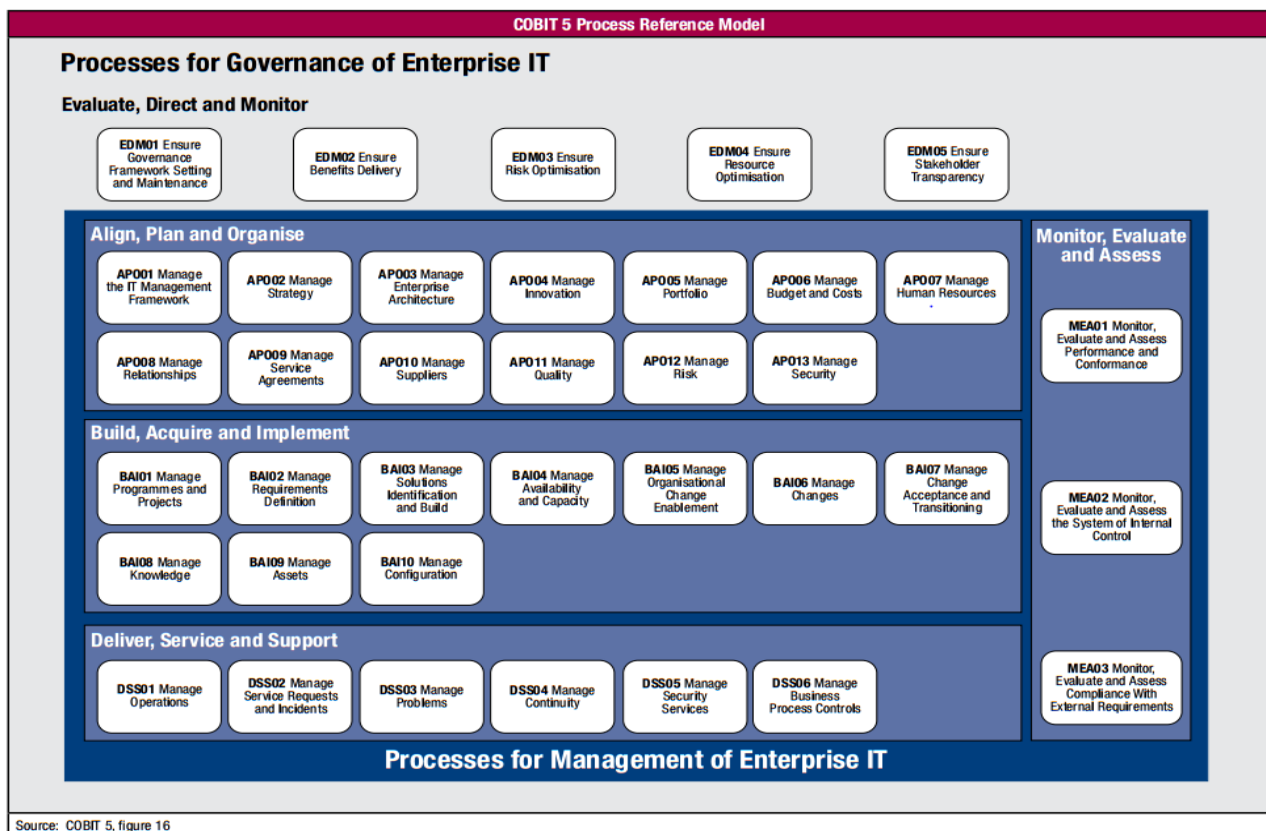 COBIT 5 Process Reference Model
Processes for Governance of Enterprise IT
Evaluate, Direct and Monitor
EDM01 Ensure
Governance
Framework Setting
and Maintenance
EDM02 Ensure
Benefits Delivery
EDM03 Ensure
Risk Optimisation
EDM04 Ensure
Resource
Optimisation
EDM05 Ensure
Stakeholder
Transparency
Align, Plan and Organise
APO01 Manage
the IT Management
Framework
APO02 Manage
Strategy
APO03 Manage
Enterprise
Architecture
APO04 Manage
Innovation
APO05 Manage
Portfolio
APO06 Manage
Budget and Costs
APO07 Manage
Human Resources
APO08 Manage
Relationships
APO09 Manage
Service
Agreements
APO10 Manage
Suppliers
APO11 Manage
Quality
APO12 Manage
Risk
APO13 Manage
Security
Build, Acquire and Implement
BAI01 Manage
Programmes and
Projects
BAI02 Manage
Requirements
Definition
BAI03 Manage
Solutions
Identification
and Build
BAI04 Manage
Availability
and Capacity
BAI05 Manage
Organisational
Change
Enablement
BAI06 Manage
Changes
BAI07 Manage
Change
Acceptance and
Transitioning
BAI08 Manage
Knowledge
BAI09 Manage
Assets
BAI10 Manage
Configuration
Deliver, Service and Support
DSS01 Manage
Operations
DSS02 Manage
Service Requests
and Incidents
DSS03 Manage
Problems
DSS04 Manage
Continuity
DSS05 Manage
Security
Services
DSS06 Manage
Business
Process Controls
Monitor, Evaluate
and Assess
MEA01 Monitor,
Evaluate and Assess
Performance and
Conformance
MEA02 Monitor,
Evaluate and Assess
the System of Internal
Control
MEA03 Monitor,
Evaluate and Assess
Compliance With
External Requirements
Processes for Management of Enterprise IT
Source: COBIT 5, figure 16